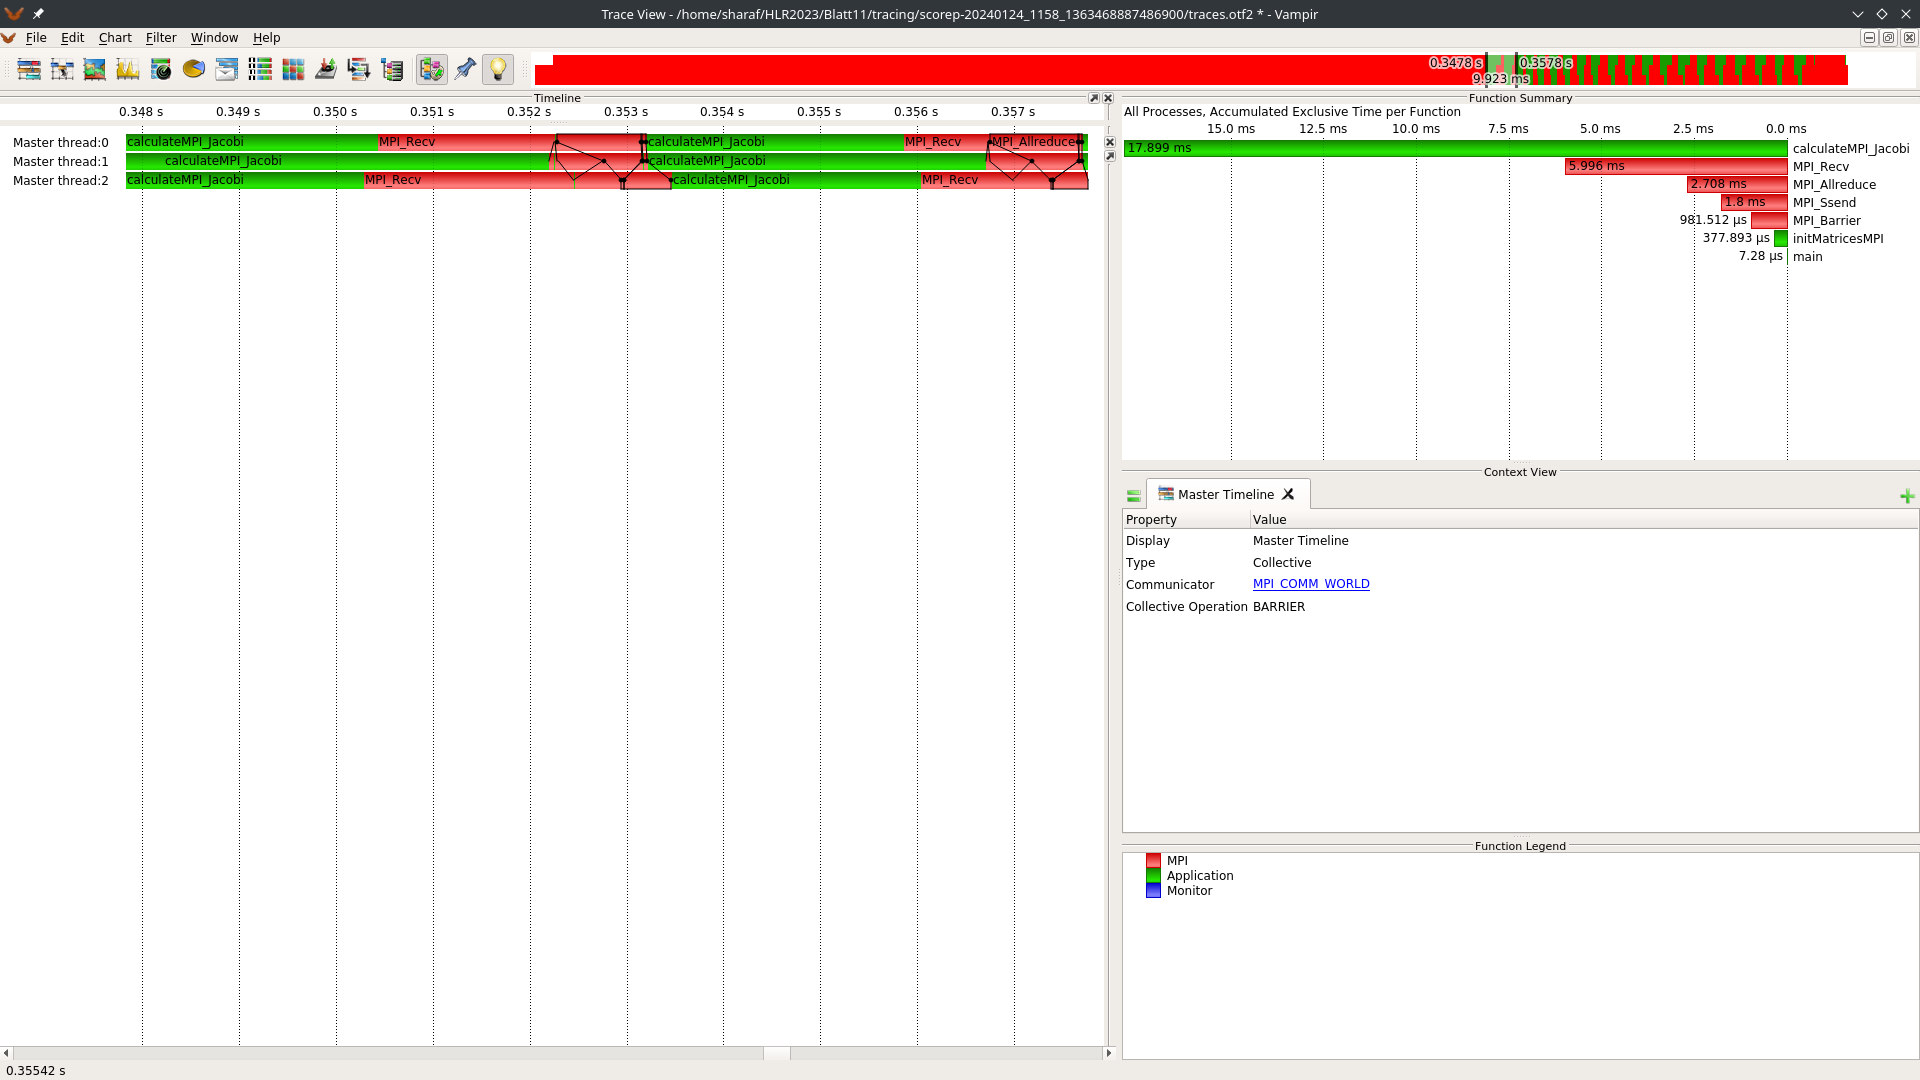 Trace View - /home/sharaf/HLR2023/Blatt11/tracing/scorep-20240124_1158_1363468887486900/traces.otf2 * - Vampir
File Edit Chart Filter Window Help
0.3478 s 0.3578 s
9.923 ms
Timeline
0.348 s 0.349 s 0.350 s 0.351 s 0.352 s 0.353 s 0.354 s 0.355 s 0.356 s 0.357 s
Master thread:0 calculateMPI_Jacobi MPI_Recv calculateMPI_Jacobi MPI_Recv MPI_Allreduce
Master thread:1 calculateMPI_Jacobi calculateMPI_Jacobi
Master thread:2 calculateMPI_Jacobi MPI_Recv calculateMPI_Jacobi MPI_Recv
Function Summary
All Processes, Accumulated Exclusive Time per Function
15.0 ms 12.5 ms 10.0 ms 7.5 ms 5.0 ms 2.5 ms 0.0 ms
17.899 ms calculateMPI_Jacobi
5.996 ms MPI_Recv
2.708 ms MPI_Allreduce
1.8 ms MPI_Ssend
981.512 µs MPI_Barrier
377.893 µs initMatricesMPI
7.28 µs main
Context View
Master Timeline
Property Value
Display Master Timeline
Type Collective
Communicator MPI_COMM_WORLD
Collective Operation BARRIER
Function Legend
MPI
Application
Monitor
0.35542 s